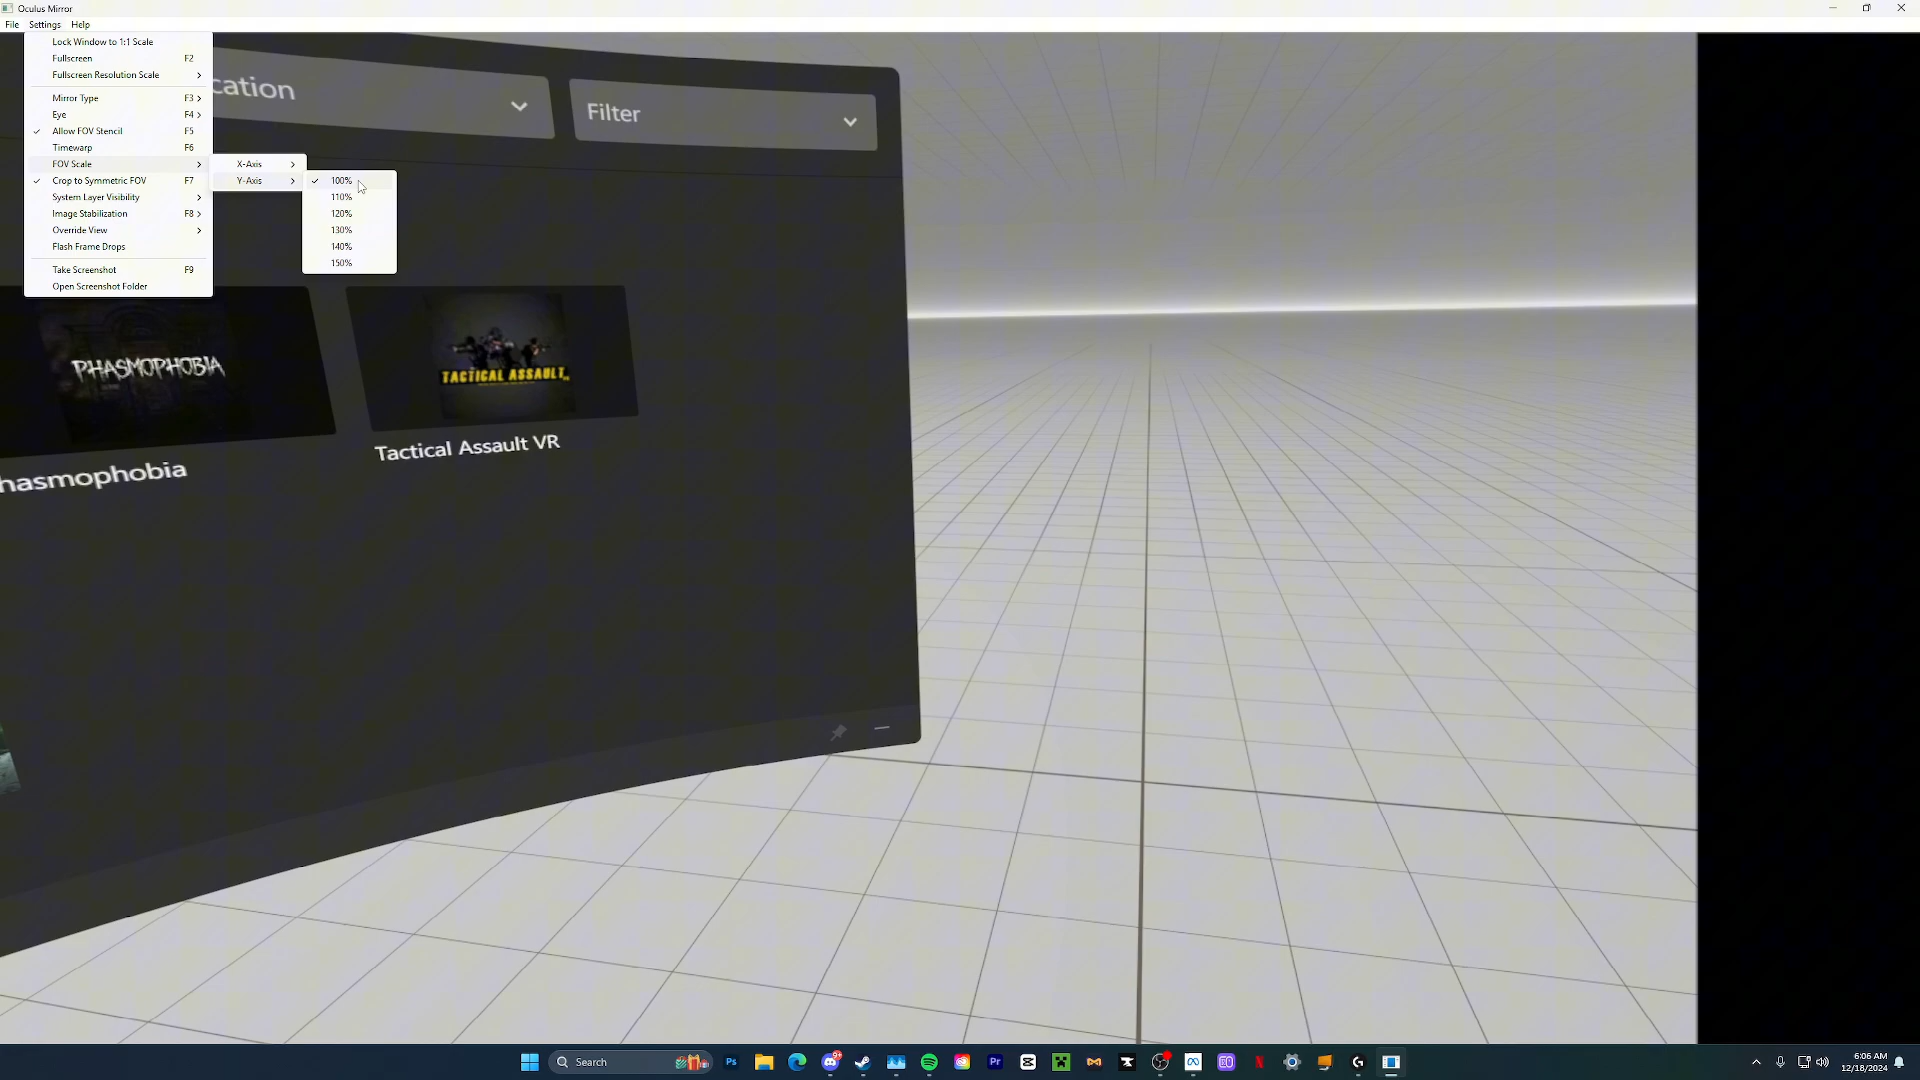 Oculus Mirror
File Settings Help
Lock Window to 1:1 Scale
Fullscreen F2
Fullscreen Resolution Scale
Mirror Type F3
Eye F4
Allow FOV Stencil F5
Timewarp F6
FOV Scale
Crop to Symmetric FOV F7
System Layer Visibility
Image Stabilization F8
Override View
Flash Frame Drops
Take Screenshot F9
Open Screenshot Folder
X-Axis
Y-Axis
100%
110%
120%
130%
140%
150%
cation
Filter
PHASMOPHOBIA
TACTICAL ASSAULT
hasmophobia
Tactical Assault VR
Search
Ps
9+
Pr
N
6:06 AM
12/18/2024